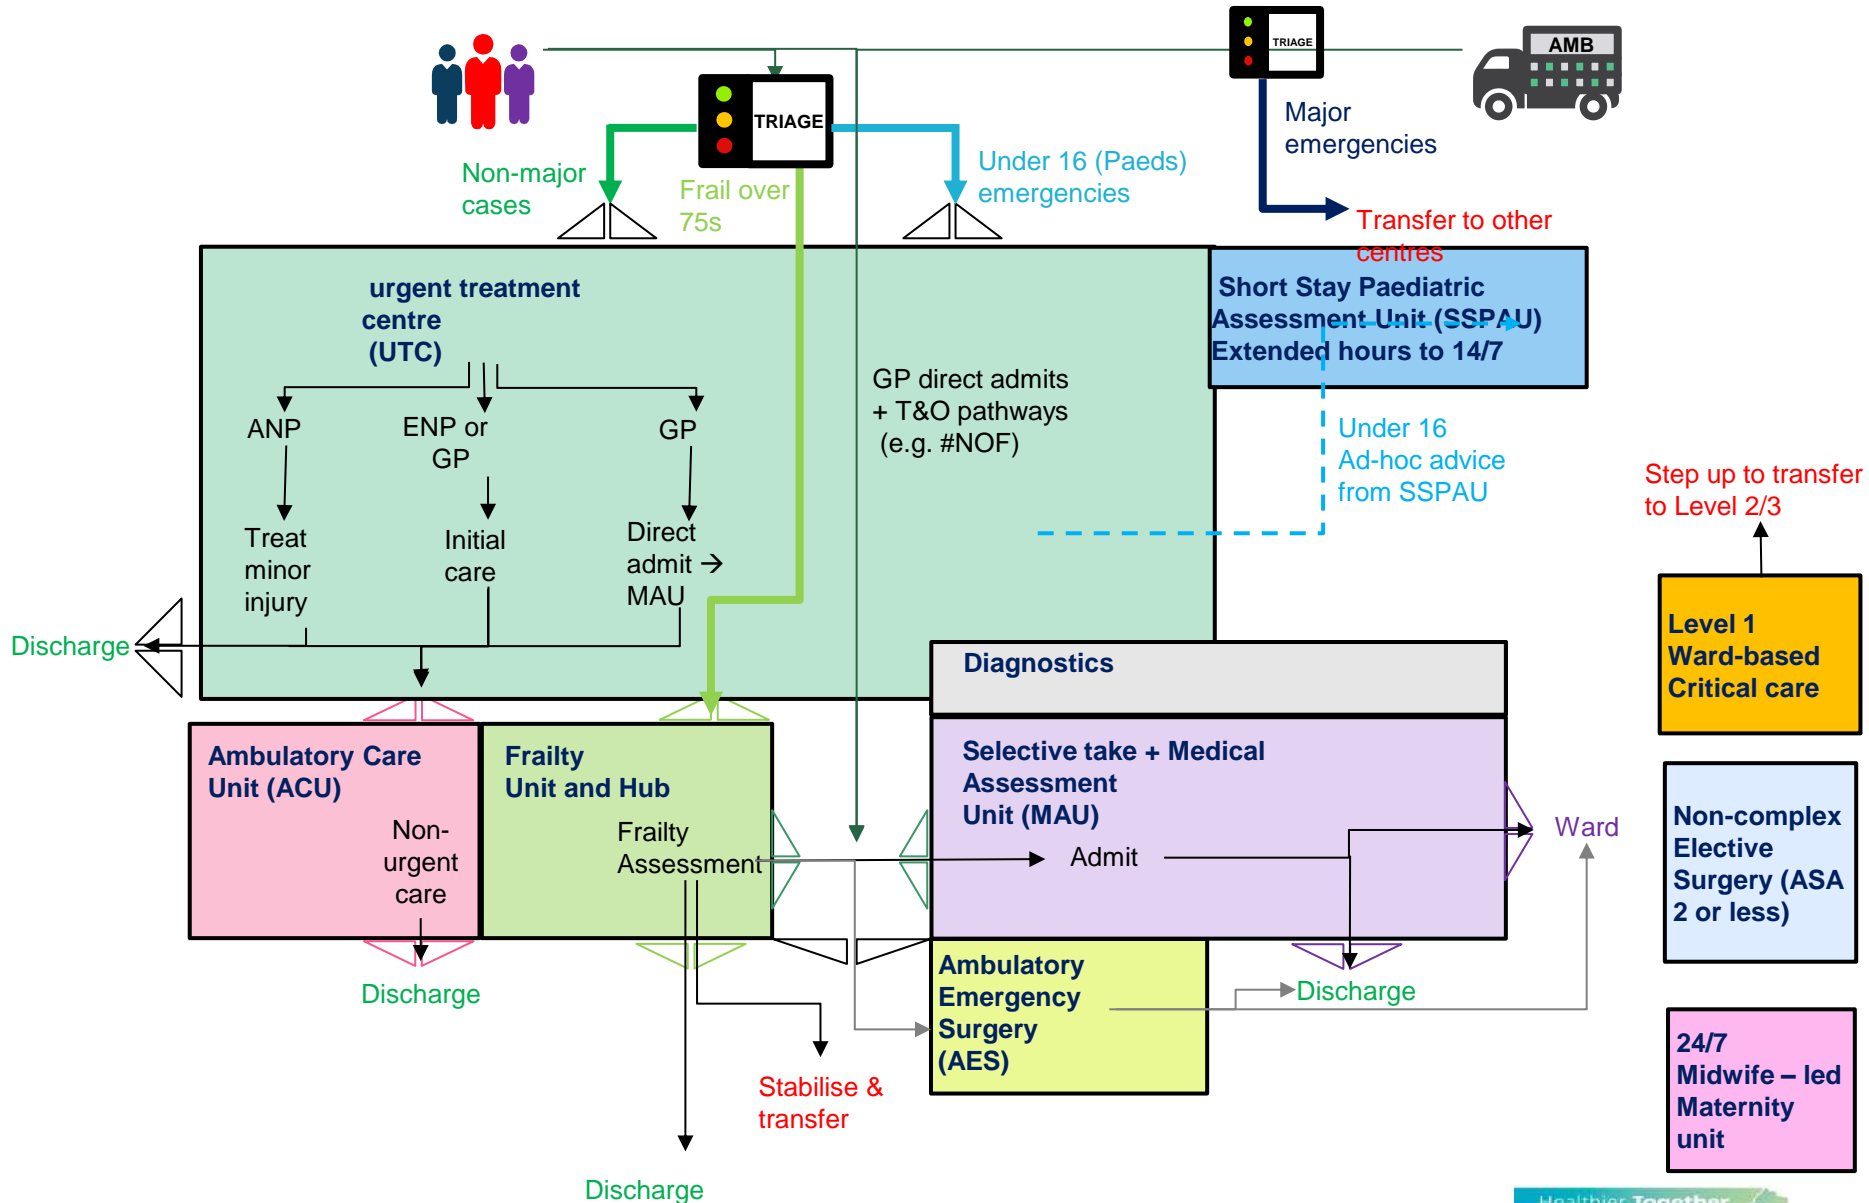 TRIAGE
AMB
TRIAGE
Major
emergencies
Non-major
cases
Frail over
75s
Under 16 (Paeds)
emergencies
Transfer to other
centres
urgent treatment
centre
(UTC)
Short Stay Paediatric
Assessment Unit (SSPAU)
Extended hours to 14/7
ANP
ENP or
GP
GP
GP direct admits
+ T&O pathways
(e.g. #NOF)
Under 16
Ad-hoc advice
from SSPAU
Step up to transfer
to Level 2/3
Treat
minor
injury
Initial
care
Direct
admit →
MAU
Discharge
Level 1
Ward-based
Critical care
Diagnostics
Ambulatory Care
Unit (ACU)
Non-
urgent
care
Frailty
Unit and Hub
Frailty
Assessment
Selective take + Medical
Assessment
Unit (MAU)
Admit
Ward
Non-complex
Elective
Surgery (ASA
2 or less)
Discharge
Ambulatory
Emergency
Surgery
(AES)
Discharge
Stabilise &
transfer
24/7
Midwife – led
Maternity
unit
Discharge
Healthier Together